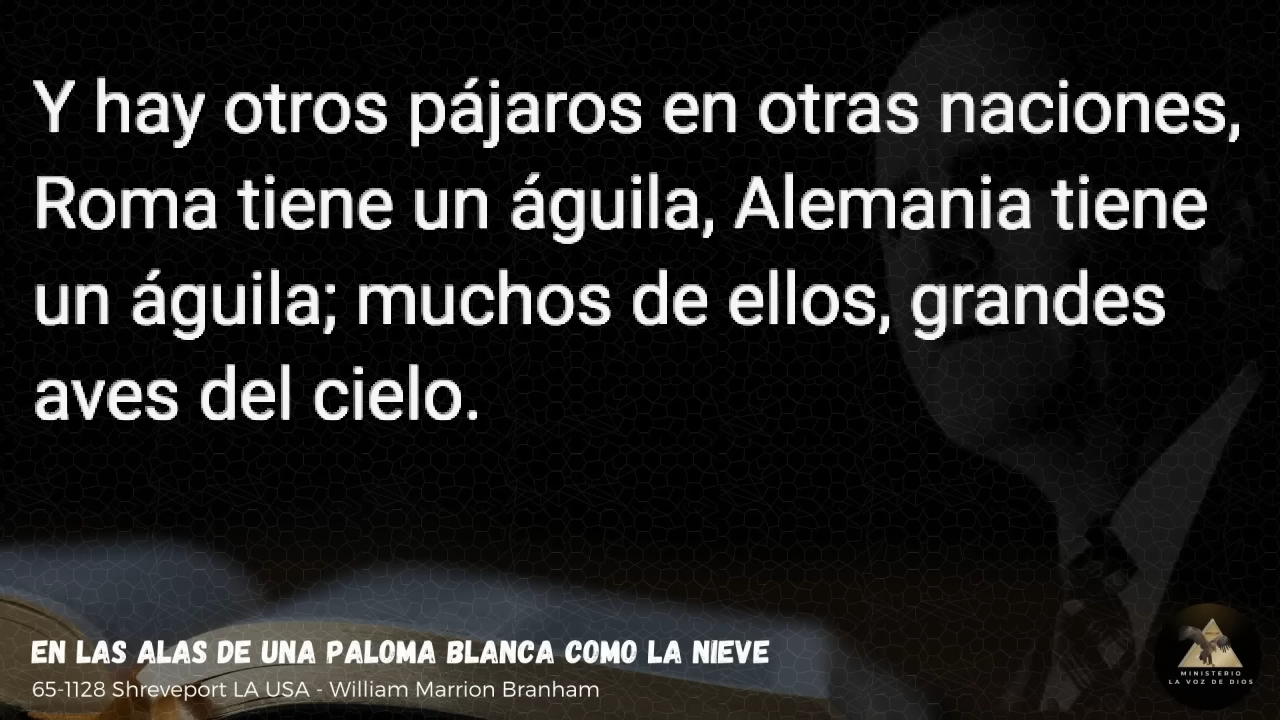 Y hay otros pájaros en otras naciones,
Roma tiene un águila, Alemania tiene
un águila; muchos de ellos, grandes
aves del cielo.
EN LAS ALAS DE UNA PALOMA BLANCA COMO LA NIEVE
65-1128 Shreveport LA USA - William Marrion Branham
MINISTERIO
LA VOZ DE DIOS